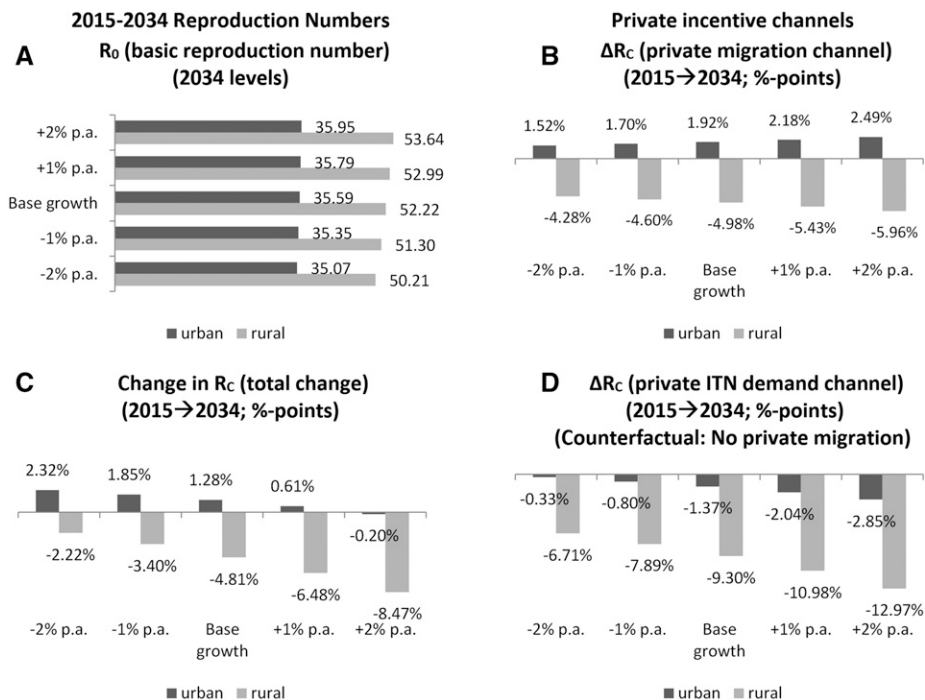 2015-2034 Reproduction Numbers
A R₀ (basic reproduction number)
(2034 levels)
+2% p.a. 35.95 53.64
+1% p.a. 35.79 52.99
Base growth 35.59 52.22
-1% p.a. 35.35 51.30
-2% p.a. 35.07 50.21
urban rural
Private incentive channels
B ΔR_C (private migration channel)
(2015→2034; %-points)
1.52% 1.70% 1.92% 2.18% 2.49%
-4.28% -4.60% -4.98% -5.43% -5.96%
-2% p.a. -1% p.a. Base +1% p.a. +2% p.a.
growth
urban rural
C Change in R_C (total change)
(2015→2034; %-points)
2.32% 1.85% 1.28% 0.61% -0.20%
-2.22% -3.40% -4.81% -6.48% -8.47%
-2% p.a. -1% p.a. Base +1% p.a. +2% p.a.
growth
urban rural
D ΔR_C (private ITN demand channel)
(2015→2034; %-points)
(Counterfactual: No private migration)
-0.33% -0.80% -1.37% -2.04% -2.85%
-6.71% -7.89% -9.30% -10.98% -12.97%
-2% p.a. -1% p.a. Base +1% p.a. +2% p.a.
growth
urban rural